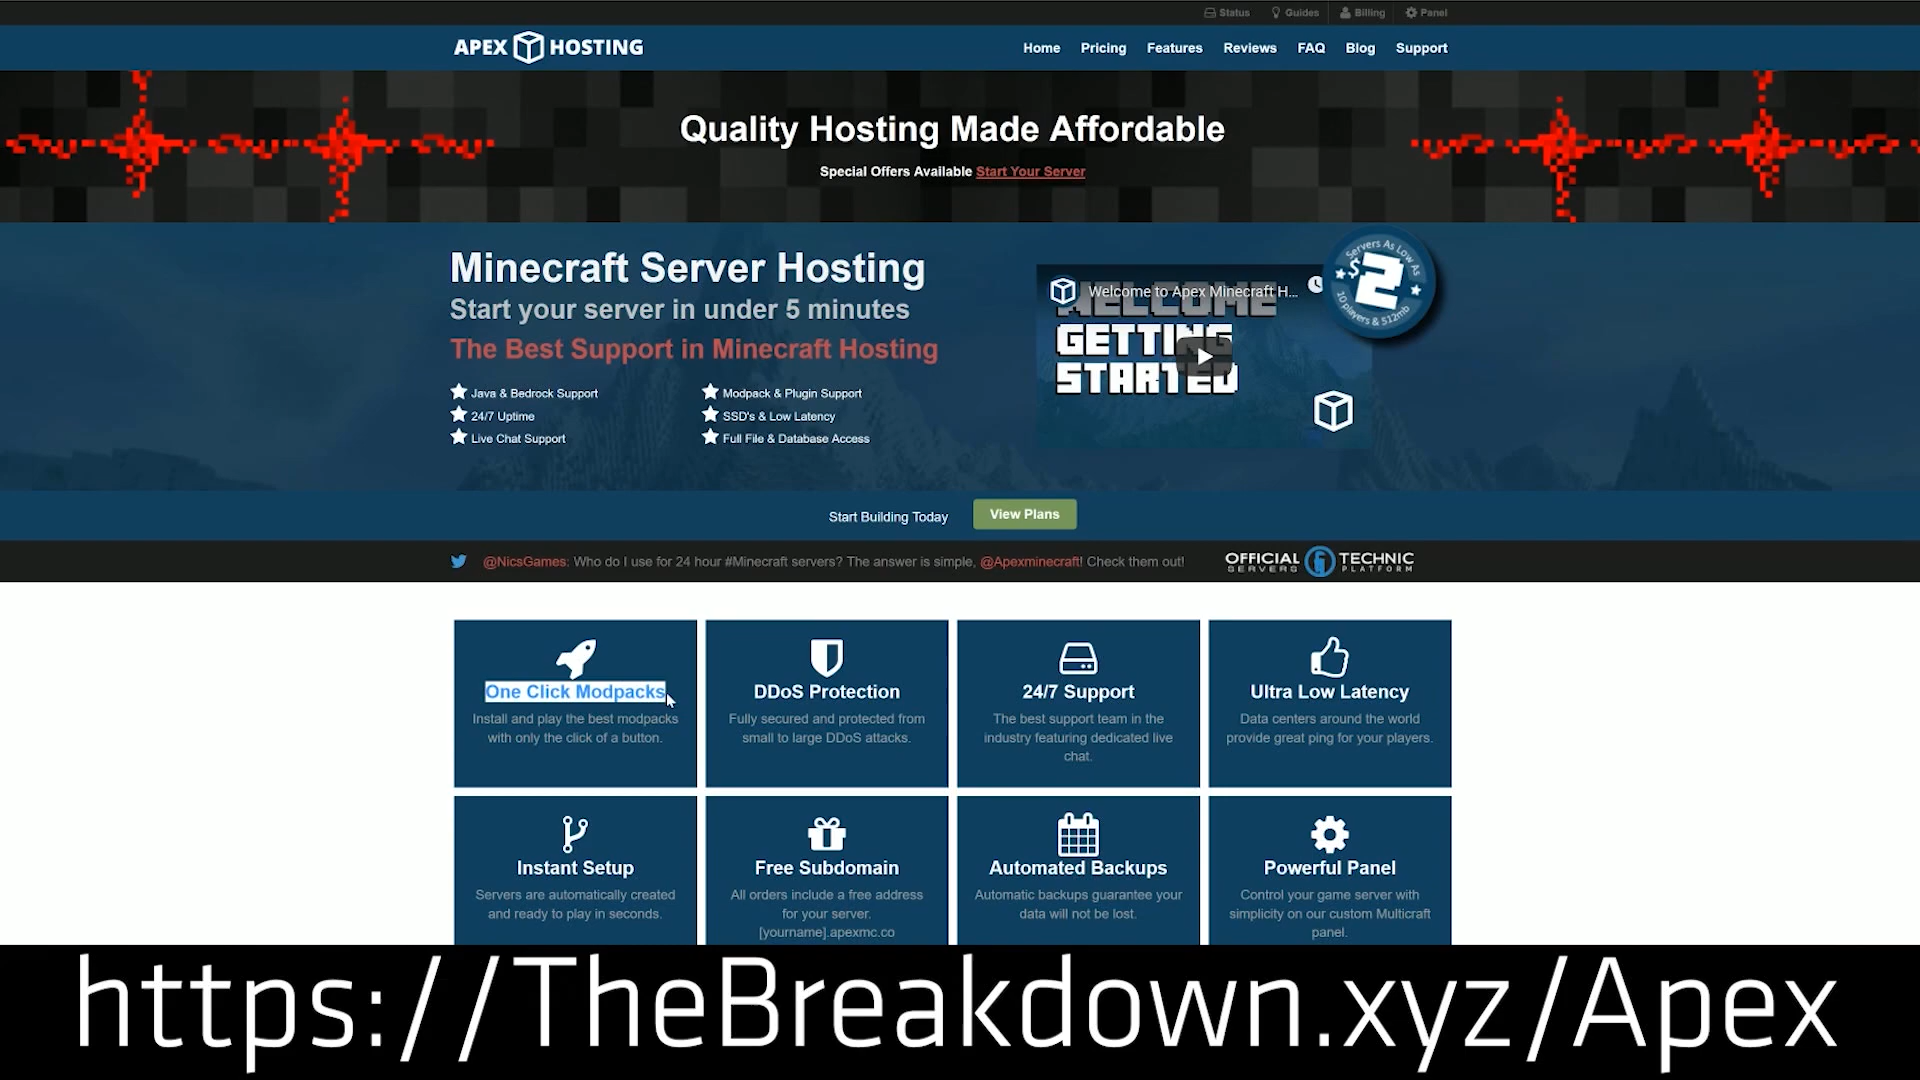 Status Guides Billing Panel
APEX HOSTING
Home Pricing Features Reviews FAQ Blog Support
Quality Hosting Made Affordable
Special Offers Available Start Your Server
Minecraft Server Hosting
Start your server in under 5 minutes
The Best Support in Minecraft Hosting
Java & Bedrock Support
Modpack & Plugin Support
24/7 Uptime
SSD's & Low Latency
Live Chat Support
Full File & Database Access
Welcome to Apex Minecraft H...
WELCOME
GETTING
STARTED
Servers As Low As
$2
10 players & 512mb
Start Building Today View Plans
@NicsGames: Who do I use for 24 hour #Minecraft servers? The answer is simple, @Apexminecraft! Check them out!
OFFICIAL TECHNIC
SERVERS PLATFORM
One Click Modpacks
Install and play the best modpacks
with only the click of a button.
DDoS Protection
Fully secured and protected from
small to large DDoS attacks.
24/7 Support
The best support team in the
industry featuring dedicated live
chat.
Ultra Low Latency
Data centers around the world
provide great ping for your players.
Instant Setup
Servers are automatically created
and ready to play in seconds.
Free Subdomain
All orders include a free address
for your server.
[yourname].apexmc.co
Automated Backups
Automatic backups guarantee your
data will not be lost.
Powerful Panel
Control your game server with
simplicity on our custom Multicraft
panel.
https://TheBreakdown.xyz/Apex